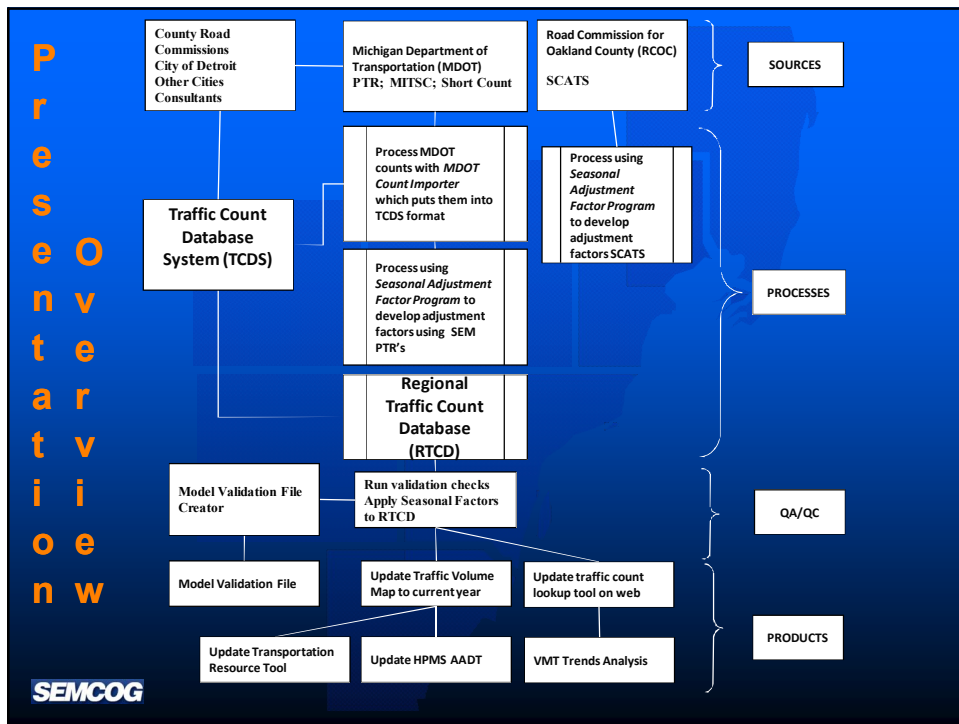 Presentation
Overview
County Road
Commissions
City of Detroit
Other Cities
Consultants
Michigan Department of
Transportation (MDOT)
PTR; MITSC; Short Count
Road Commission for
Oakland County (RCOC)
SCATS
SOURCES
Process MDOT
counts with MDOT
Count Importer
which puts them into
TCDS format
Process using
Seasonal
Adjustment
Factor Program
to develop
adjustment
factors SCATS
Traffic Count
Database
System (TCDS)
Process using
Seasonal Adjustment
Factor Program to
develop adjustment
factors using SEM
PTR's
PROCESSES
Regional
Traffic Count
Database
(RTCD)
Model Validation File
Creator
Run validation checks
Apply Seasonal Factors
to RTCD
QA/QC
Model Validation File
Update Traffic Volume
Map to current year
Update traffic count
lookup tool on web
PRODUCTS
Update Transportation
Resource Tool
Update HPMS AADT
VMT Trends Analysis
SEMCOG